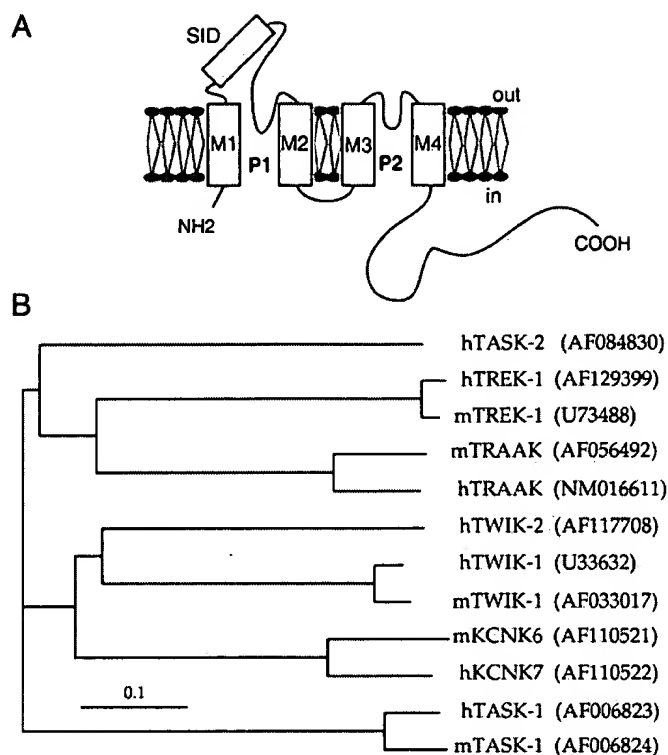 A
SID
out
M1
P1
M2
M3
P2
M4
in
NH2
COOH
B
hTASK-2 (AF084830)
hTREK-1 (AF129399)
mTREK-1 (U73488)
mTRAAK (AF056492)
hTRAAK (NM016611)
hTWIK-2 (AF117708)
hTWIK-1 (U33632)
mTWIK-1 (AF033017)
mKCNK6 (AF110521)
hKCNK7 (AF110522)
0.1
hTASK-1 (AF006823)
mTASK-1 (AF006824)